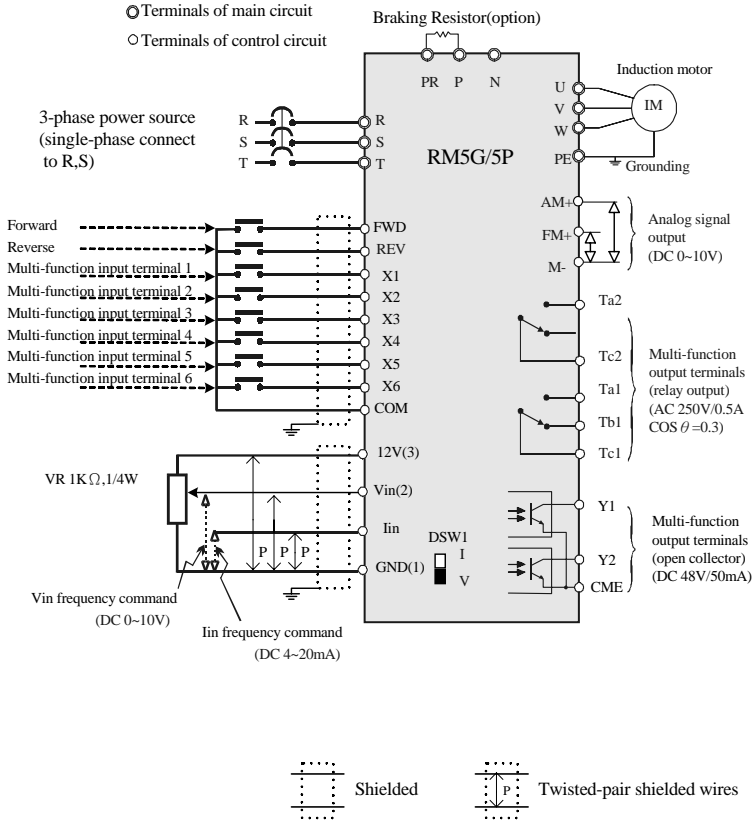 Terminals of main circuit
Terminals of control circuit
Braking Resistor(option)
PR P N
3-phase power source
(single-phase connect
to R,S)
R
S
T
R
S
T
RM5G/5P
U
V
W
PE
Induction motor
IM
Grounding
Forward
Reverse
Multi-function input terminal 1
Multi-function input terminal 2
Multi-function input terminal 3
Multi-function input terminal 4
Multi-function input terminal 5
Multi-function input terminal 6
FWD
REV
X1
X2
X3
X4
X5
X6
COM
AM+
FM+
M-
Analog signal
output
(DC 0~10V)
Ta2
Tc2
Ta1
Tb1
Tc1
Multi-function
output terminals
(relay output)
(AC 250V/0.5A
COS θ =0.3)
VR 1K Ω,1/4W
12V(3)
Vin(2)
Iin
GND(1)
P P P
DSW1
I
V
Y1
Y2
CME
Multi-function
output terminals
(open collector)
(DC 48V/50mA)
Vin frequency command
(DC 0~10V)
Iin frequency command
(DC 4~20mA)
Shielded
P
Twisted-pair shielded wires